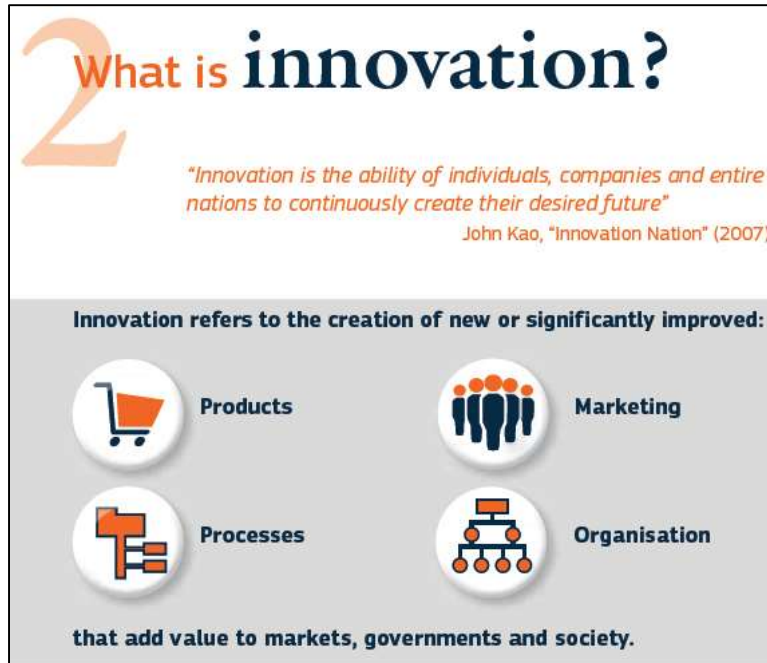 2
What is innovation?
“Innovation is the ability of individuals, companies and entire
nations to continuously create their desired future”
John Kao, “Innovation Nation” (2007)
Innovation refers to the creation of new or significantly improved:
Products
Marketing
Processes
Organisation
that add value to markets, governments and society.